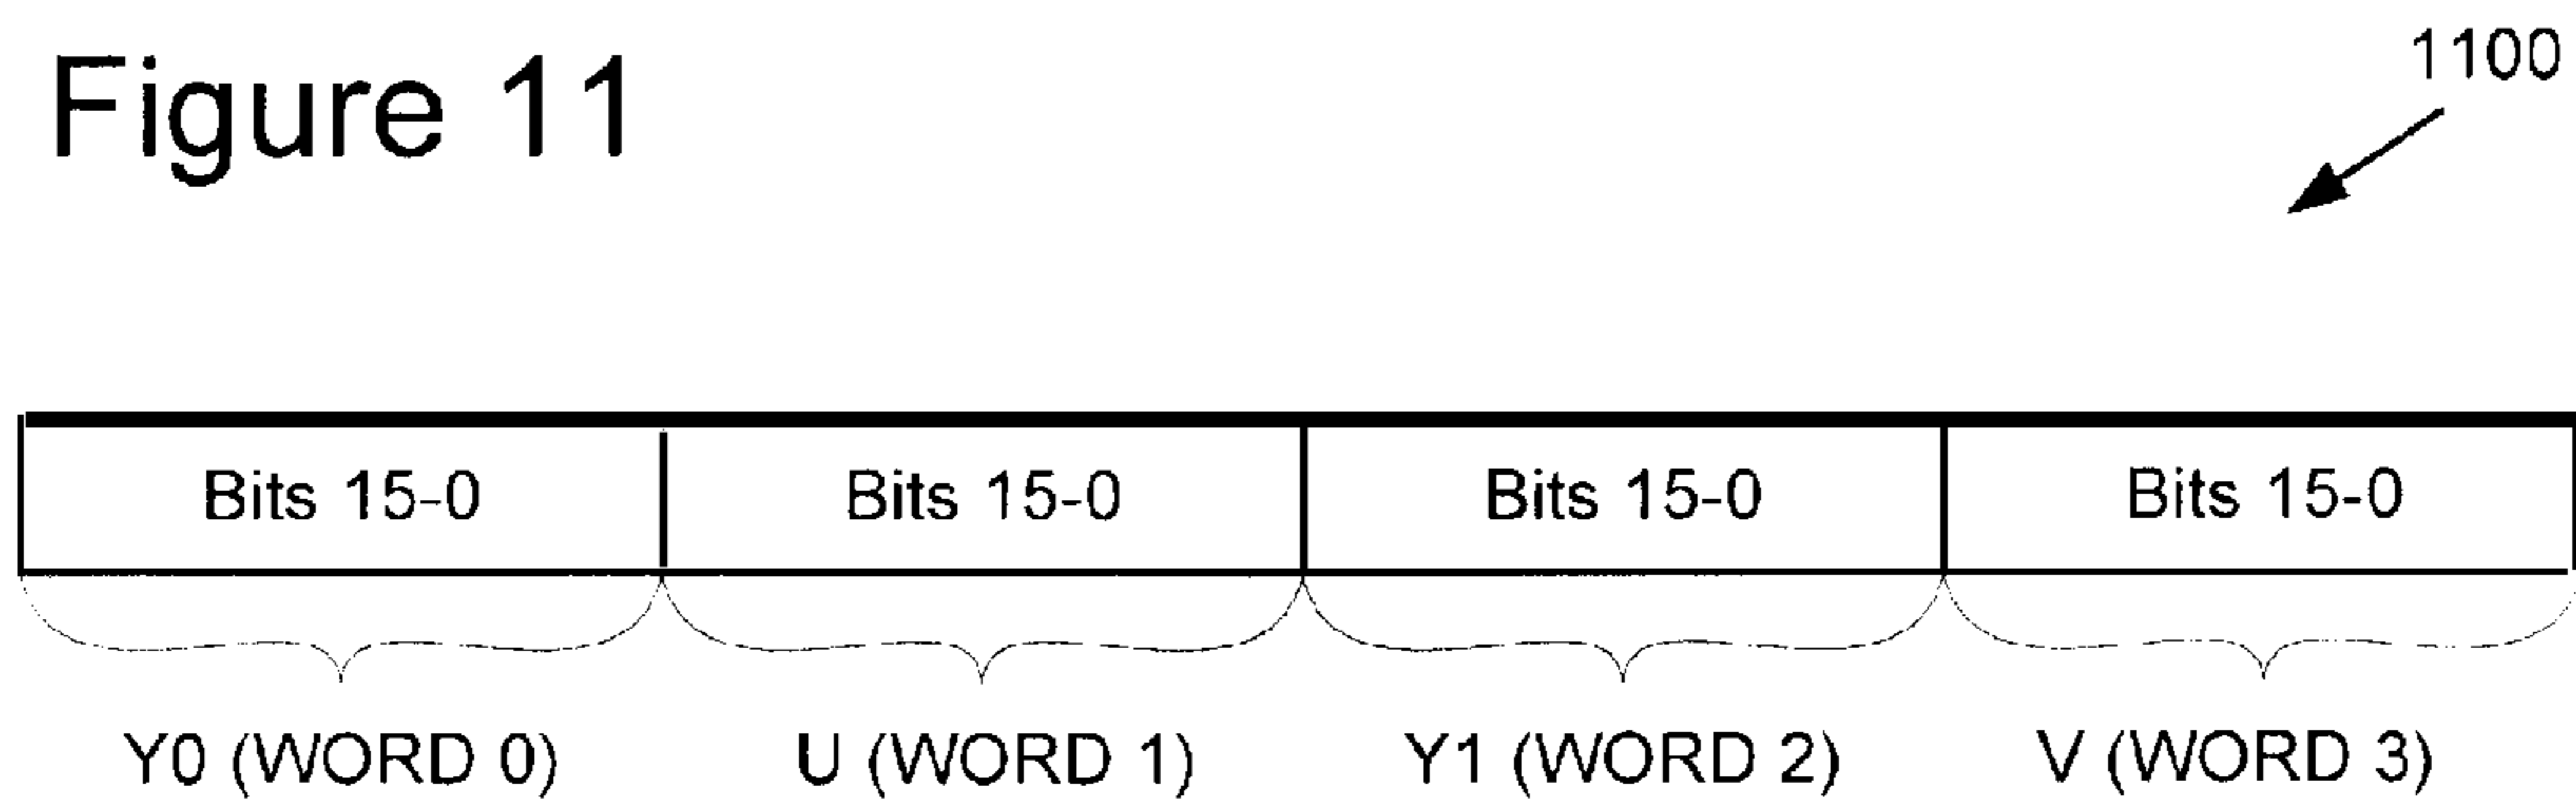 Figure 11
1100
Bits 15-0 Bits 15-0 Bits 15-0 Bits 15-0
Y0 (WORD 0) U (WORD 1) Y1 (WORD 2) V (WORD 3)